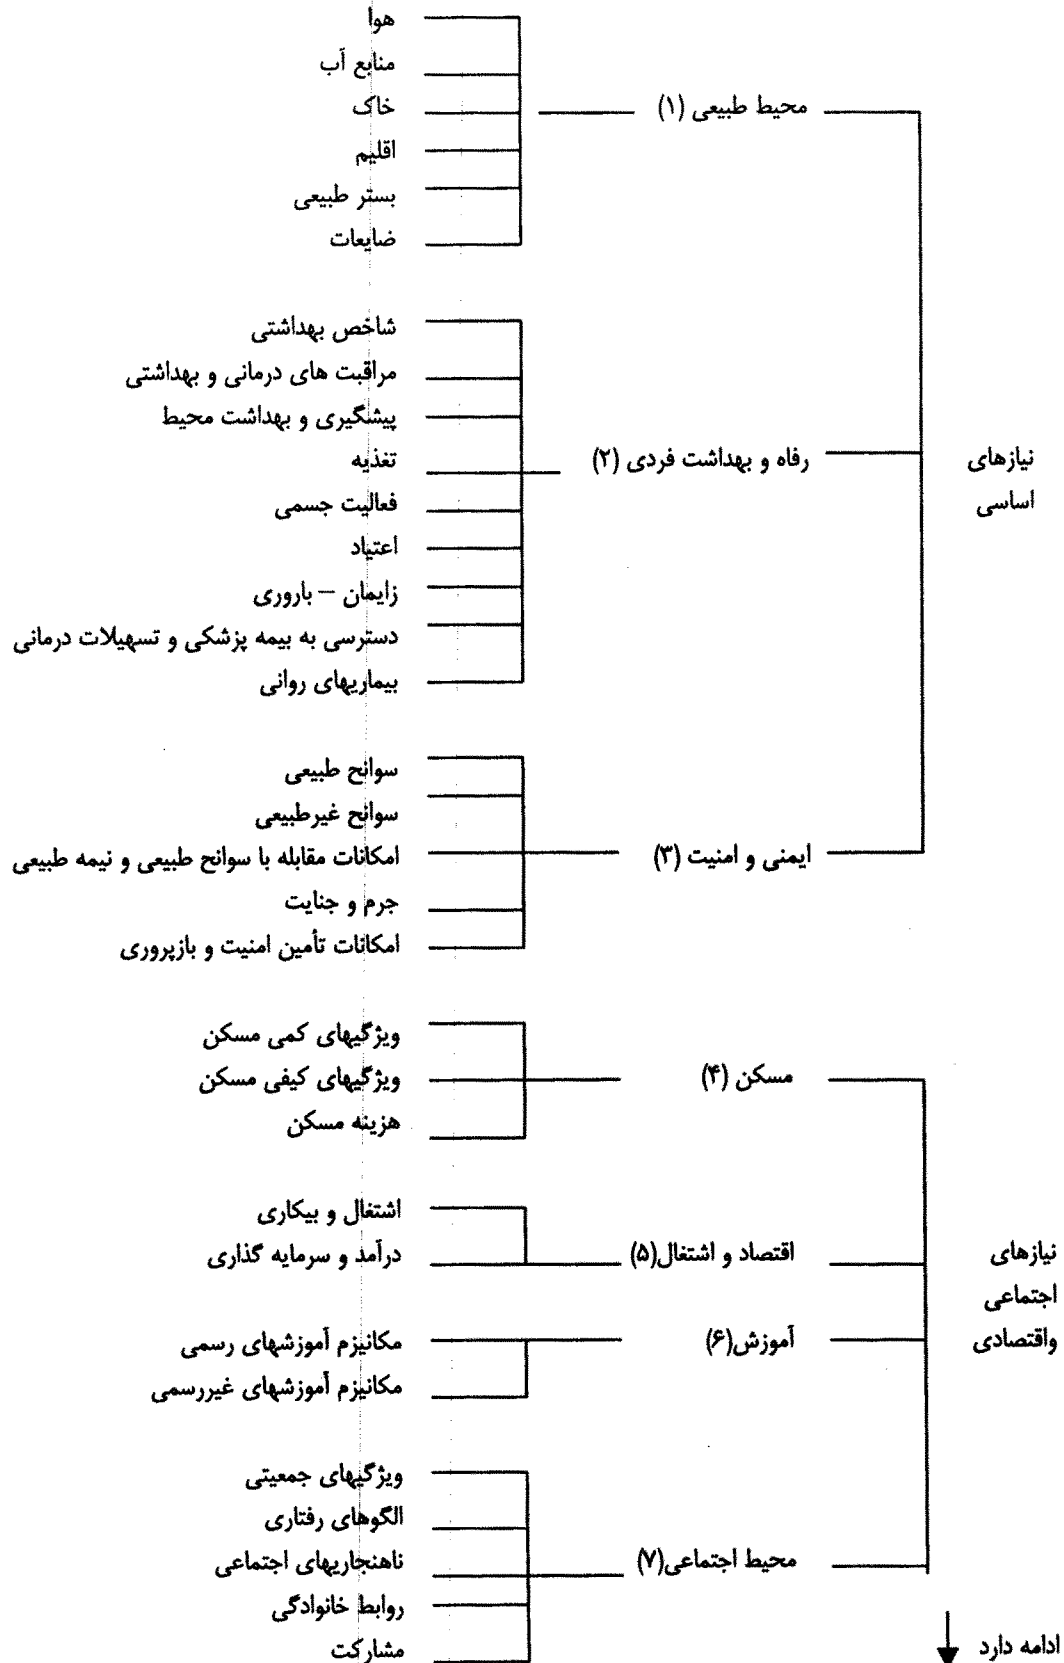 نیازهای
اساسی
محیط طبیعی (۱)
هوا
منابع آب
خاک
اقلیم
بستر طبیعی
ضایعات
رفاه و بهداشت فردی (۲)
شاخص بهداشتی
مراقبت های درمانی و بهداشتی
پیشگیری و بهداشت محیط
تغذیه
فعالیت جسمی
اعتیاد
زایمان – باروری
دسترسی به بیمه پزشکی و تسهیلات درمانی
بیماریهای روانی
ایمنی و امنیت (۳)
سوانح طبیعی
سوانح غیرطبیعی
امکانات مقابله با سوانح طبیعی و نیمه طبیعی
جرم و جنایت
امکانات تأمین امنیت و بازپروری
نیازهای
اجتماعی
واقتصادی
مسکن (۴)
ویژگیهای کمی مسکن
ویژگیهای کیفی مسکن
هزینه مسکن
اقتصاد و اشتغال(۵)
اشتغال و بیکاری
درآمد و سرمایه گذاری
آموزش(۶)
مکانیزم آموزشهای رسمی
مکانیزم آموزشهای غیررسمی
محیط اجتماعی(۷)
ویژگیهای جمعیتی
الگوهای رفتاری
ناهنجاریهای اجتماعی
روابط خانوادگی
مشارکت
ادامه دارد